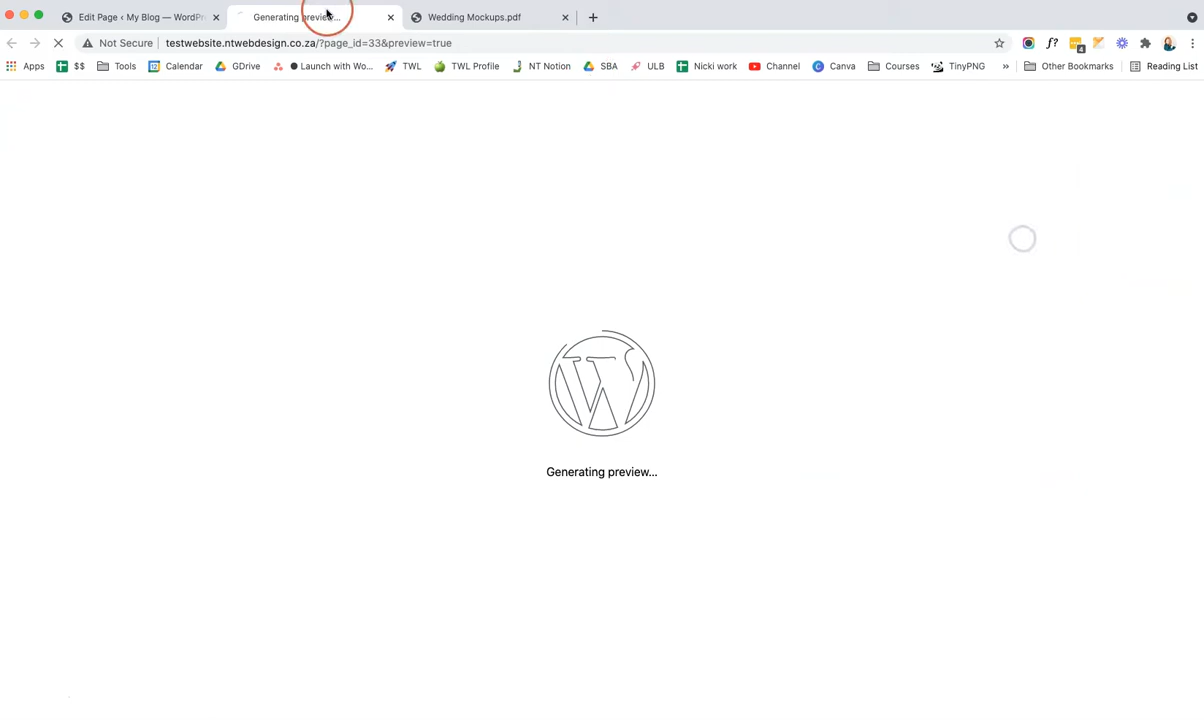 Edit Page ‹ My Blog — WordPr
Generating preview...
Wedding Mockups.pdf
Not Secure
testwebsite.ntwebdesign.co.za/?page_id=33&preview=true
f?
4
Apps
$$
Tools
Calendar
GDrive
Launch with Wo...
TWL
TWL Profile
NT Notion
SBA
ULB
Nicki work
Channel
Canva
Courses
TinyPNG
»
Other Bookmarks
Reading List
Generating preview...